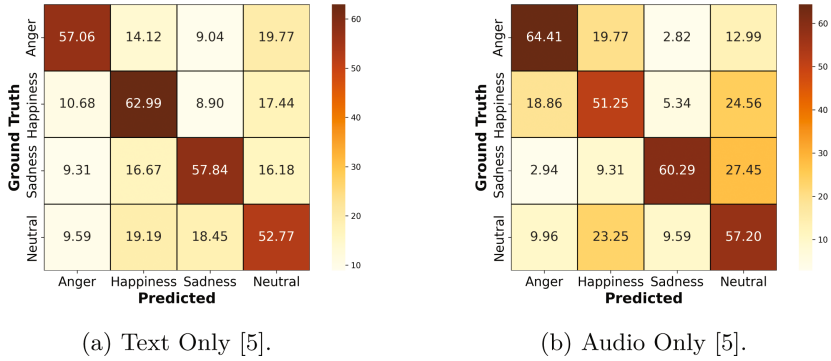 Ground Truth
Anger
Happiness
Sadness
Neutral
57.06 14.12 9.04 19.77
10.68 62.99 8.90 17.44
9.31 16.67 57.84 16.18
9.59 19.19 18.45 52.77
Anger Happiness Sadness Neutral
Predicted
60
50
40
30
20
10
(a) Text Only [5].
Ground Truth
Anger
Happiness
Sadness
Neutral
64.41 19.77 2.82 12.99
18.86 51.25 5.34 24.56
2.94 9.31 60.29 27.45
9.96 23.25 9.59 57.20
Anger Happiness Sadness Neutral
Predicted
60
50
40
30
20
10
(b) Audio Only [5].